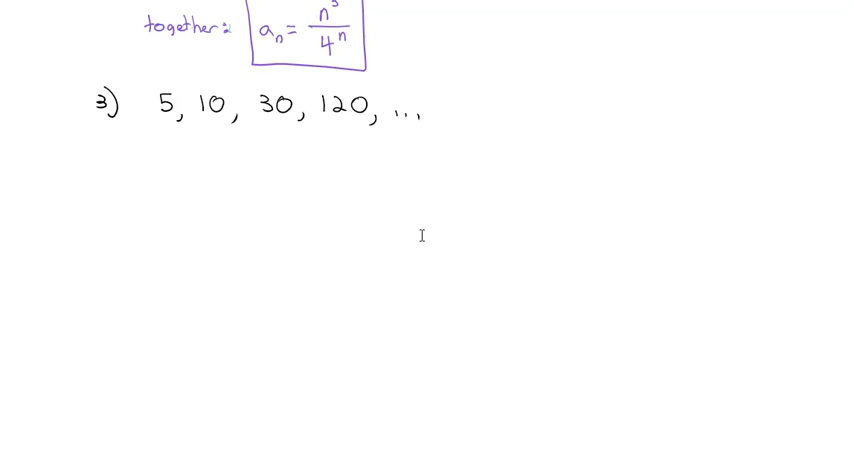 together: aₙ = n³/4ⁿ
3) 5, 10, 30, 120, ...